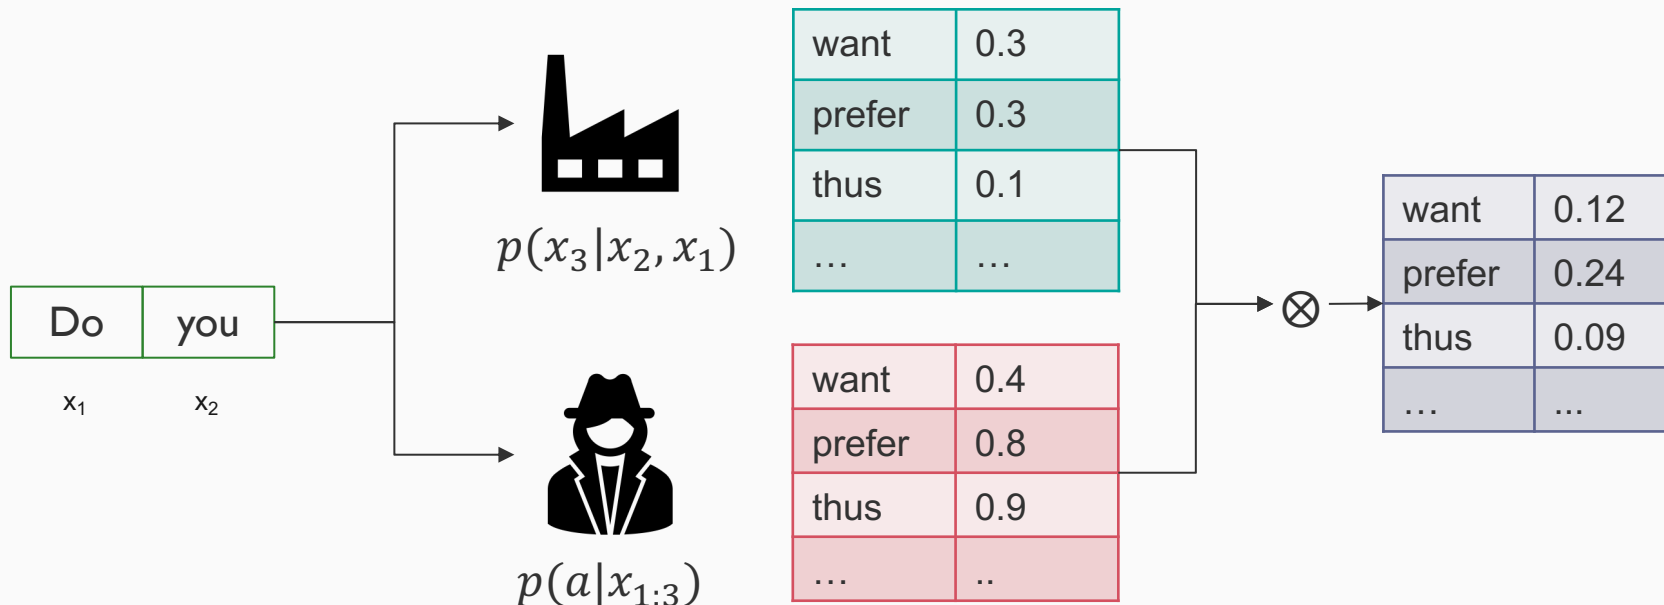 Do you
x₁ x₂
p(x₃|x₂, x₁)
p(a|x₁:₃)
want 0.3
prefer 0.3
thus 0.1
… …
want 0.4
prefer 0.8
thus 0.9
… ..
⊗
want 0.12
prefer 0.24
thus 0.09
… ...